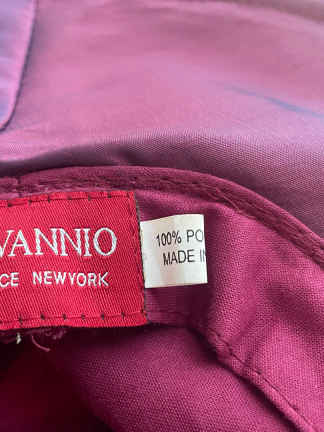 VANNIO
CE NEWYORK
100% PO
MADE IN